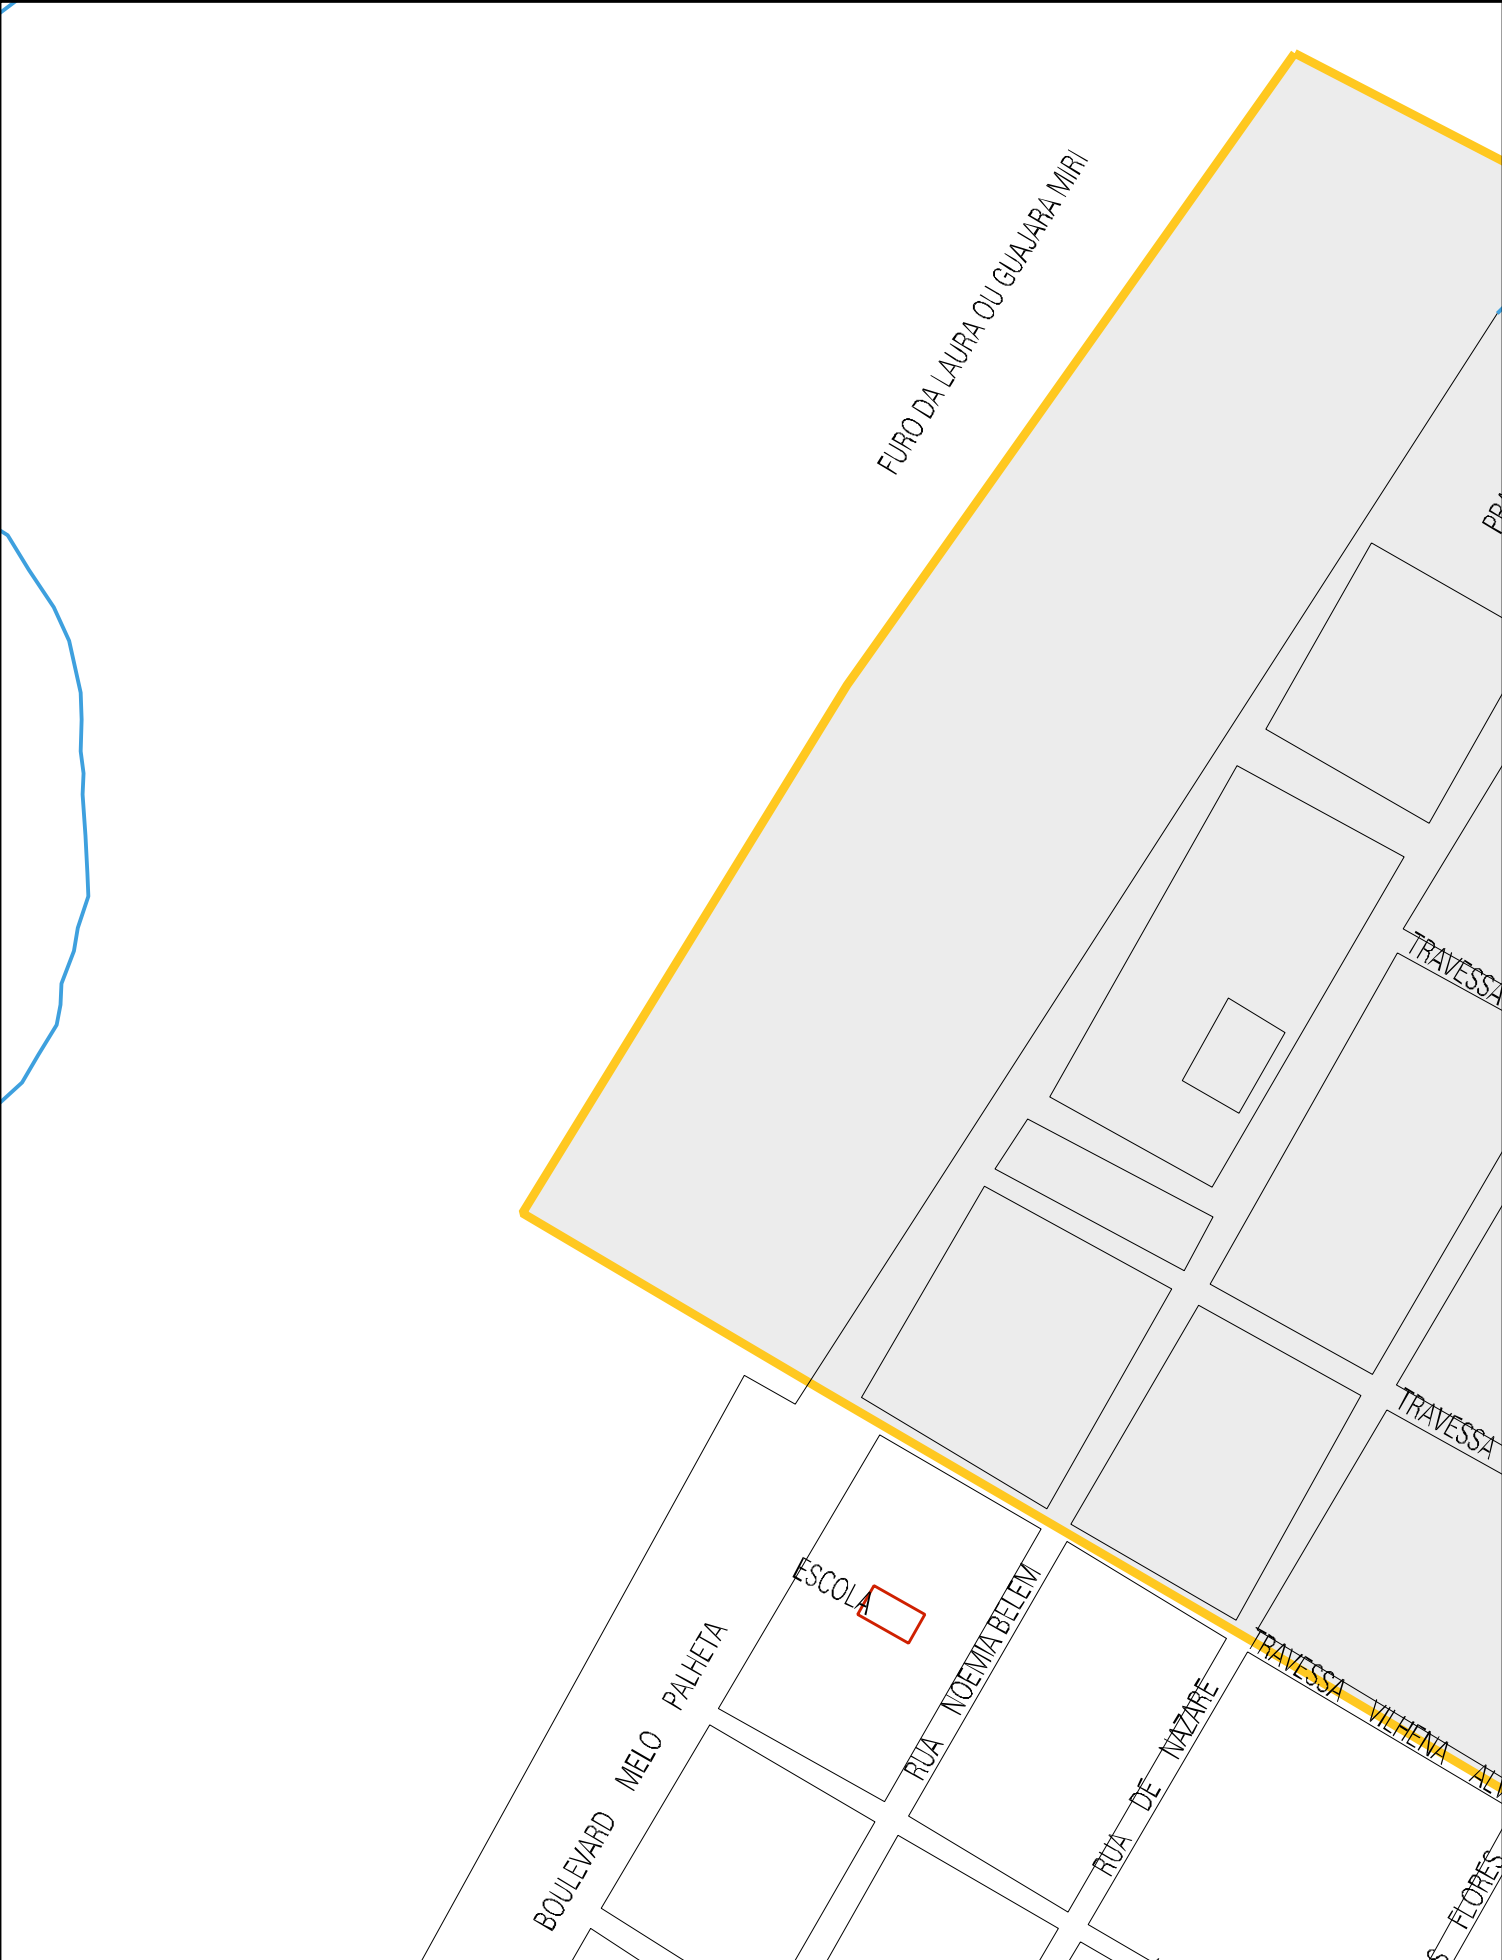 FURO DA LAURA OU GUAJARA MIRI
TRAVESSA
TRAVESSA
ESCOLA
BOULEVARD MELO PALHETA
RUA NOEMIA BELEM
RUA DE NAZARE
TRAVESSA VILHENA
FLORES